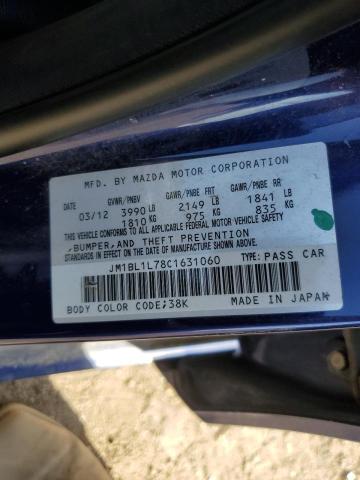 MFD. BY MAZDA MOTOR CORPORATION
DATE GVWR/PNBV GAWR/PNBE FRT GAWR/PNBE RR
03/12 3990 LB 2149 LB 1841 LB
1810 KG 975 KG 835 KG
THIS VEHICLE CONFORMS TO ALL APPLICABLE FEDERAL MOTOR VEHICLE SAFETY
,BUMPER,AND THEFT PREVENTION
STANDARDS IN EFFECT ON THE DATE OF MANUFACTURE SHOWN ABOVE.
JM1BL1L78C1631060 TYPE: PASS CAR
BODY COLOR CODE;38K MADE IN JAPAN